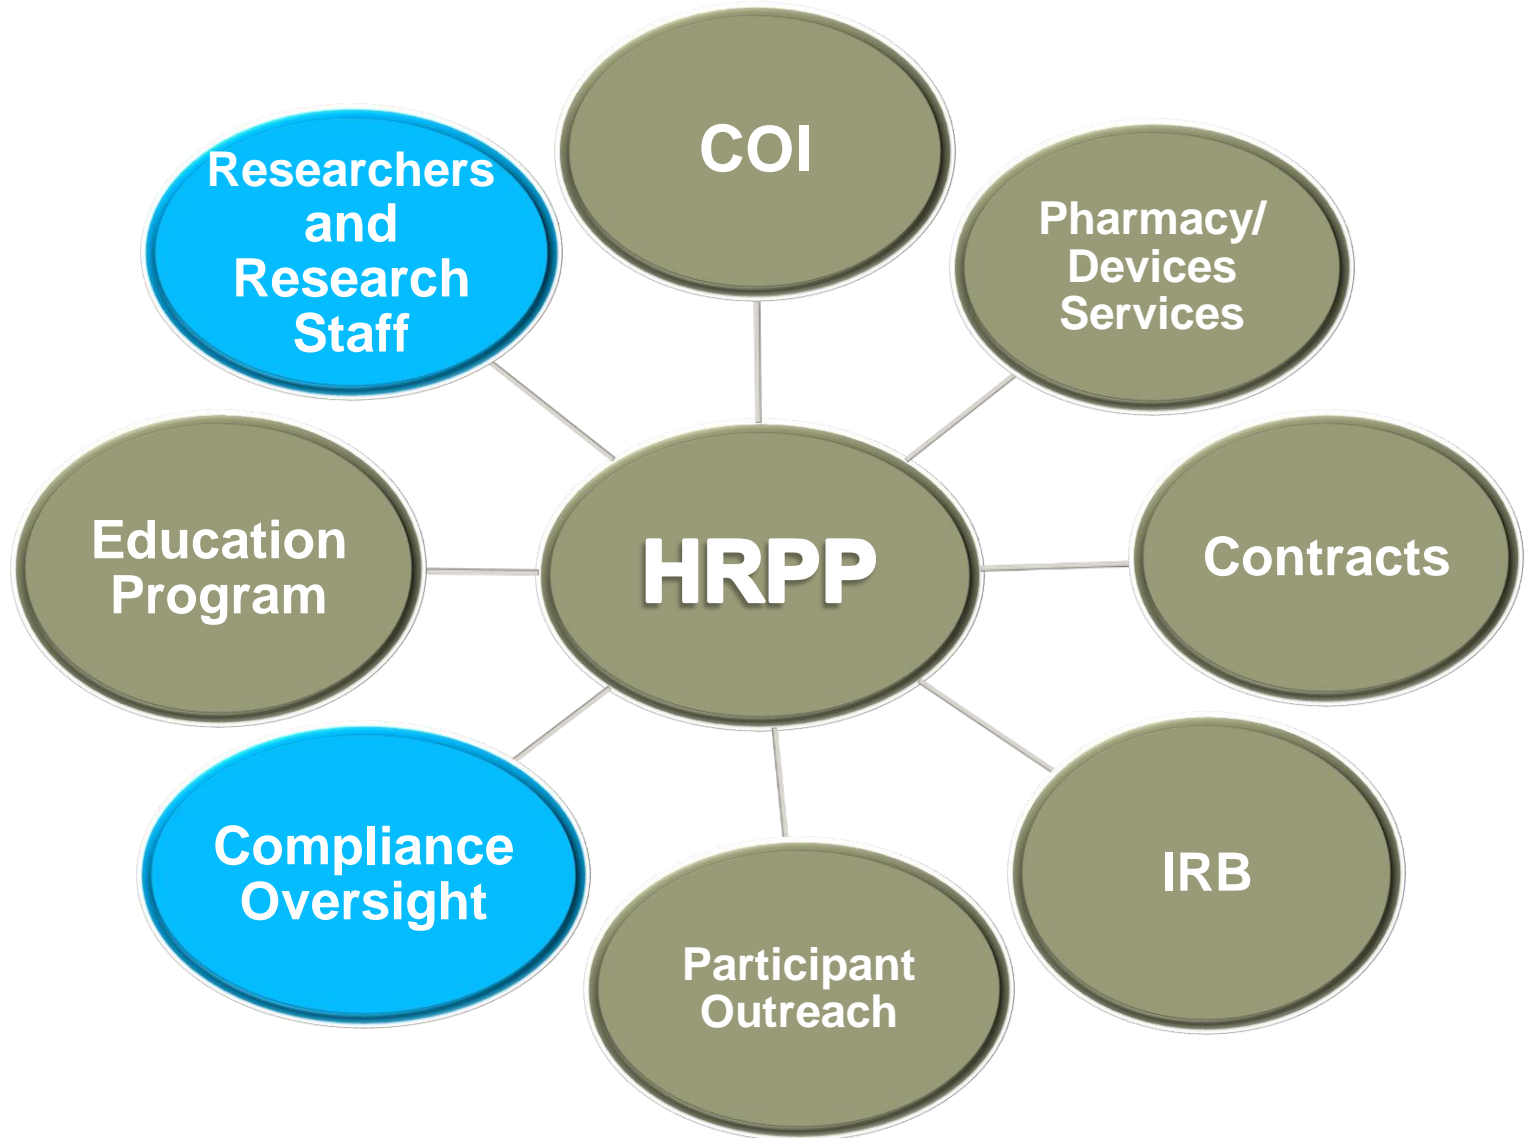 COI
Researchers
and
Research
Staff
Pharmacy/
Devices
Services
Education
Program
HRPP
Contracts
Compliance
Oversight
IRB
Participant
Outreach